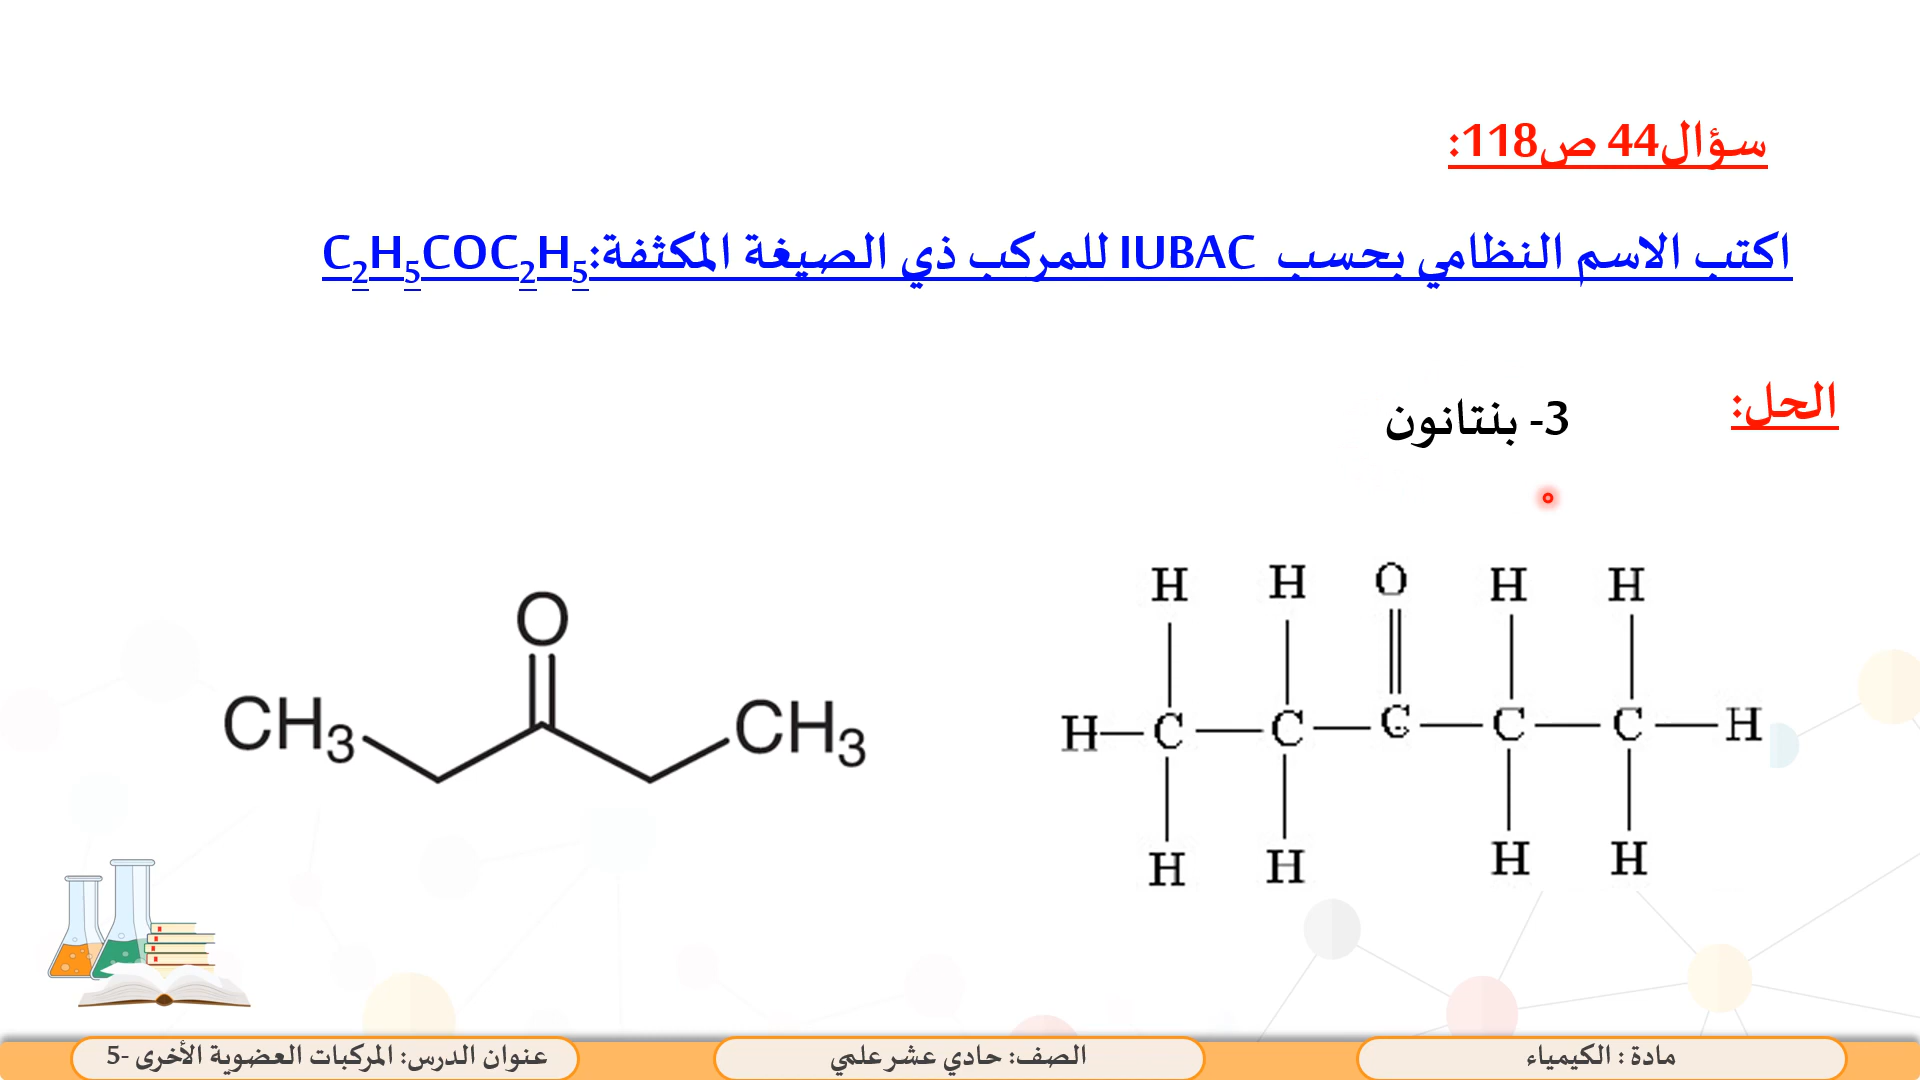 سؤال44 ص118:
اكتب الاسم النظامي بحسب IUBAC للمركب ذي الصيغة المكثفة:C₂H₅COC₂H₅
الحل:
3- بنتانون
O
CH₃ CH₃
H H O H H
H C C C C C H
H H H H
مادة : الكيمياء
الصف: حادي عشر علمي
عنوان الدرس: المركبات العضوية الأخرى -5